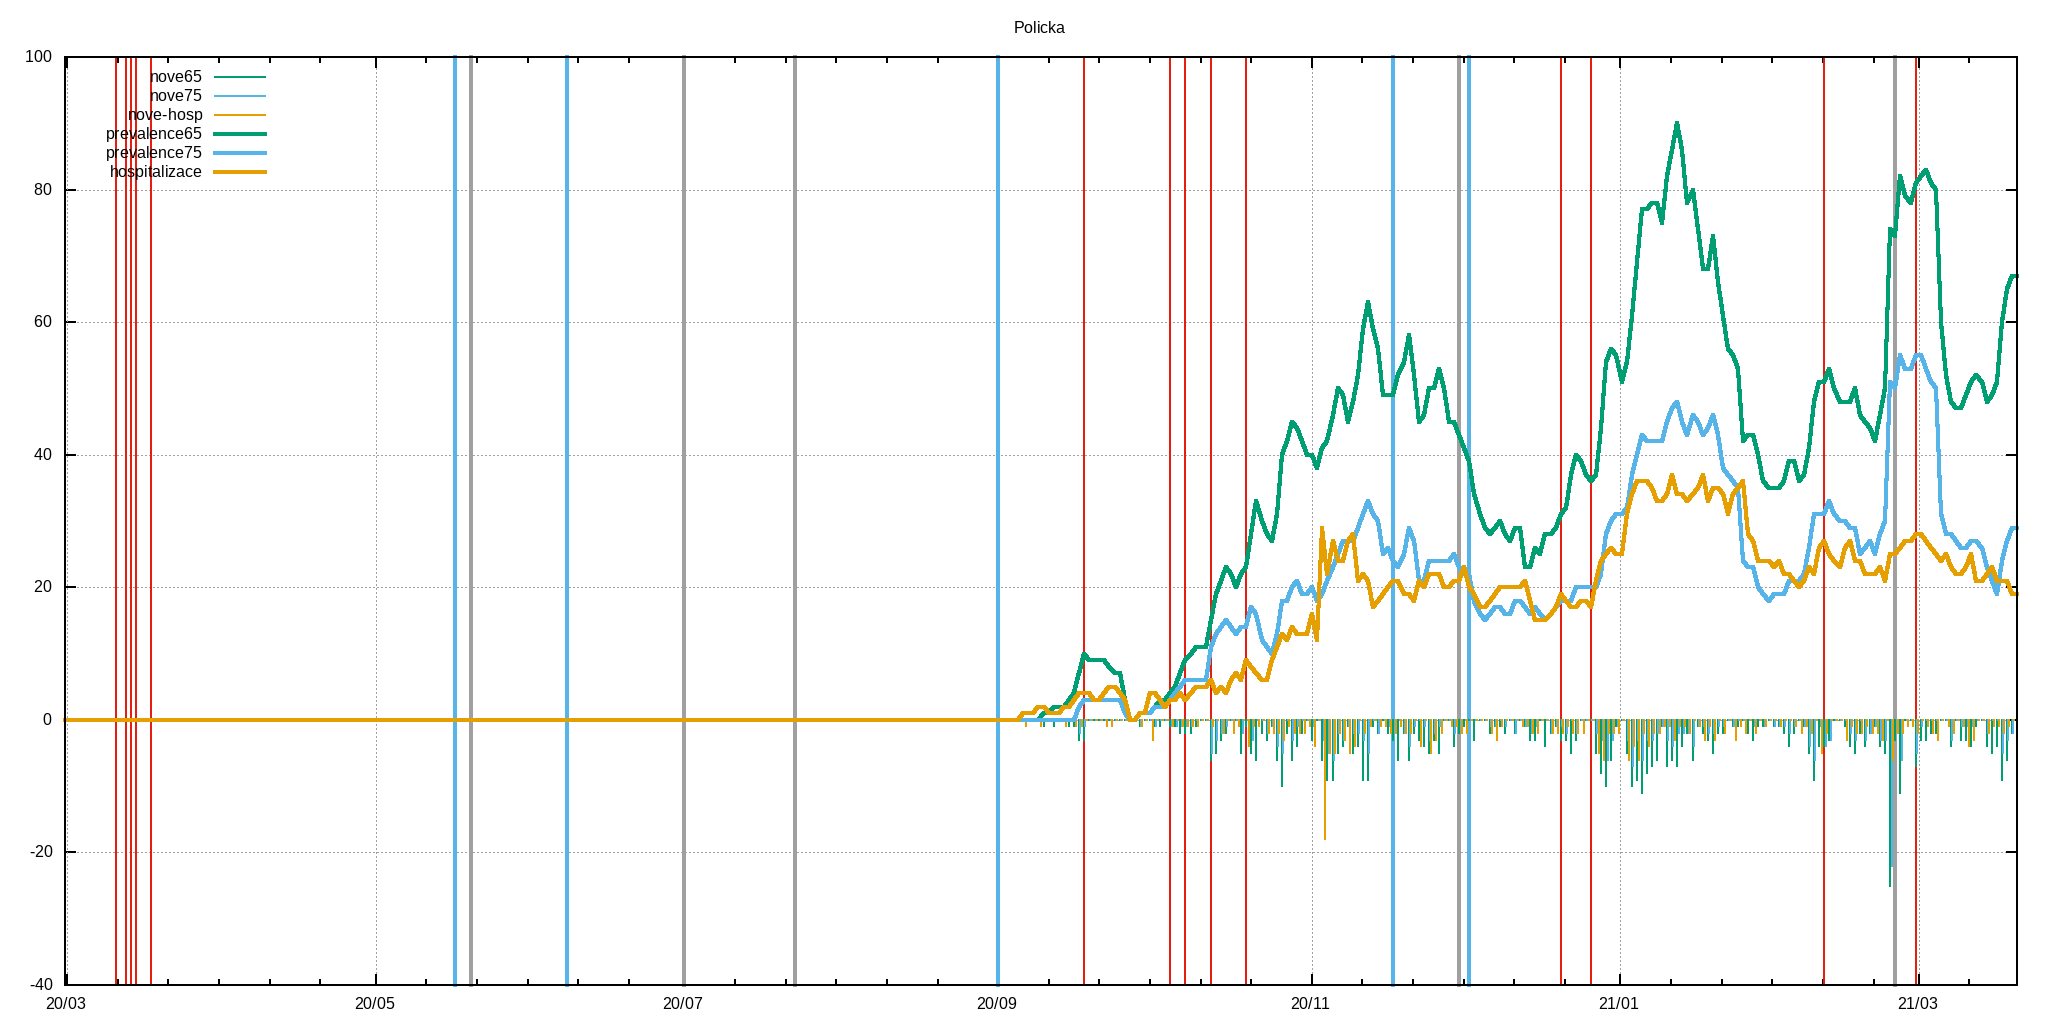 Policka
100
80
60
40
20
0
-20
-40
nove65
nove75
nove-hosp
prevalence65
prevalence75
hospitalizace
20/03 20/05 20/07 20/09 20/11 21/01 21/03